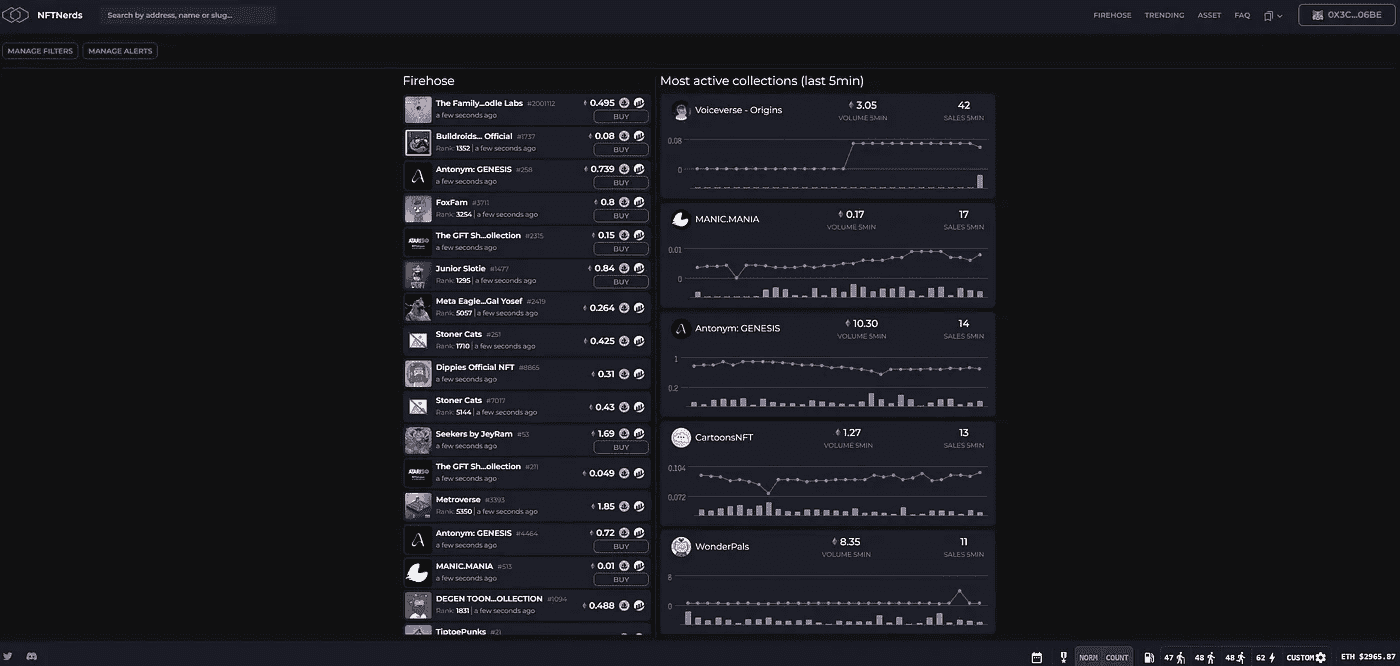 NFTNerds
Search by address, name or slug...
FIREHOSE TRENDING ASSET FAQ
0X3C...06BE
MANAGE FILTERS MANAGE ALERTS
Firehose
The Family...odle Labs #2001112 0.495
a few seconds ago BUY
Bulldroids... Official #1737 0.08
Rank: 1352 | a few seconds ago BUY
Antonym: GENESIS #258 0.739
a few seconds ago BUY
FoxFam #3711 0.8
Rank: 3254 | a few seconds ago BUY
The GFT Sh...ollection #2315 0.15
a few seconds ago BUY
Junior Slotie #1477 0.84
Rank: 1295 | a few seconds ago BUY
Meta Eagle...Gal Yosef #2419 0.264
Rank: 5057 | a few seconds ago
Stoner Cats #251 0.425
Rank: 1710 | a few seconds ago
Dippies Official NFT #8865 0.31
a few seconds ago
Stoner Cats #7017 0.43
Rank: 5144 | a few seconds ago
Seekers by JeyRam #53 1.69
a few seconds ago BUY
The GFT Sh...ollection #211 0.049
a few seconds ago
Metroverse #3393 1.85
Rank: 5350 | a few seconds ago
Antonym: GENESIS #4464 0.72
a few seconds ago BUY
MANIC.MANIA #513 0.01
a few seconds ago BUY
DEGEN TOON...OLLECTION #1094 0.488
Rank: 1831 | a few seconds ago
TiptoePunks #21
Most active collections (last 5min)
Voiceverse - Origins 3.05 42
VOLUME 5MIN SALES 5MIN
0.08
0
MANIC.MANIA 0.17 17
VOLUME 5MIN SALES 5MIN
0.01
0
Antonym: GENESIS 10.30 14
VOLUME 5MIN SALES 5MIN
1
0.2
CartoonsNFT 1.27 13
VOLUME 5MIN SALES 5MIN
0.104
0.072
WonderPals 8.35 11
VOLUME 5MIN SALES 5MIN
8
0
NORM COUNT 47 48 48 62 CUSTOM ETH $2965.87